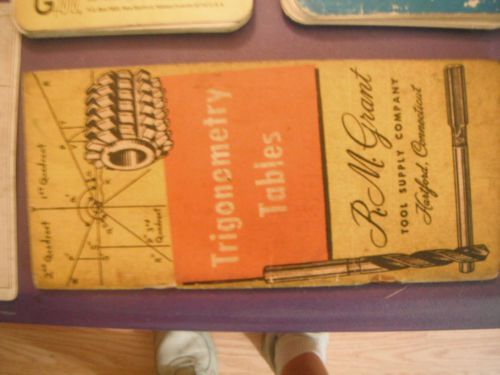 Trigonometry
Tables
R. M. Grant
TOOL SUPPLY COMPANY
Hartford, Connecticut
1st Quadrant
2nd Quadrant
3rd
Quadrant